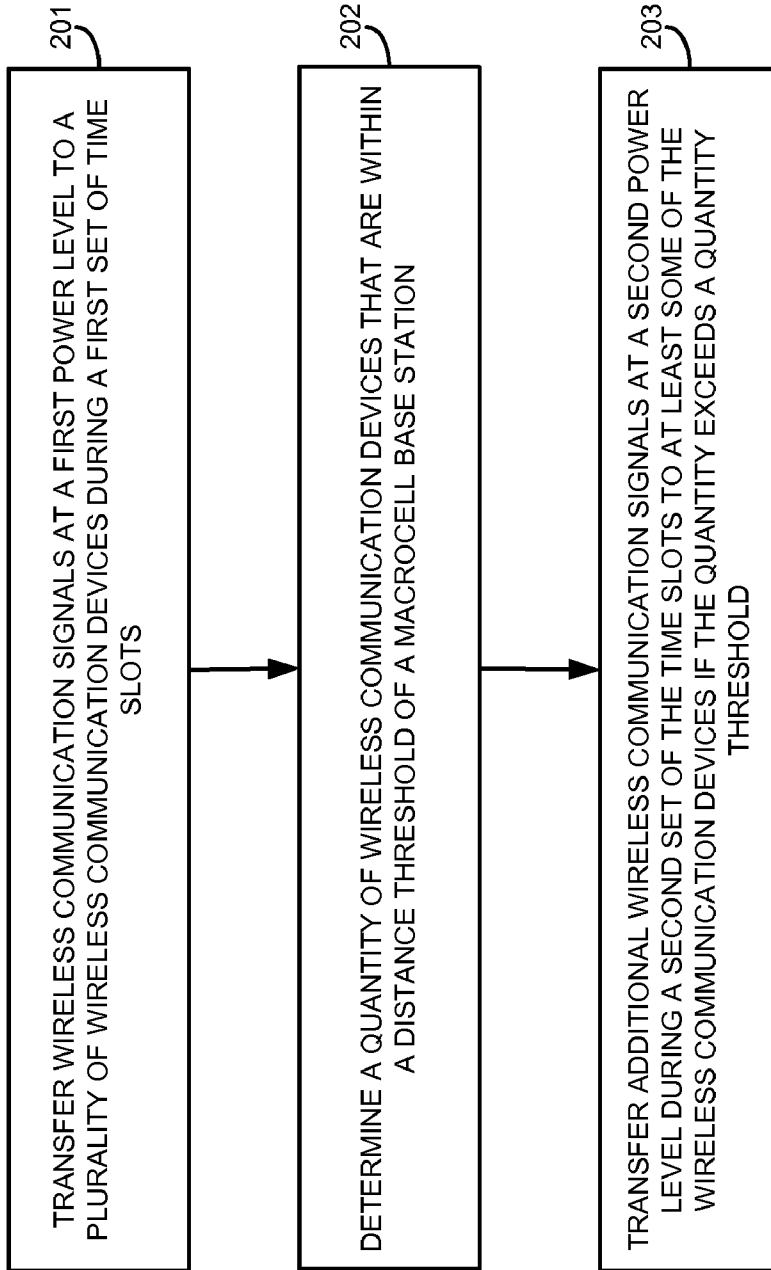 201
TRANSFER WIRELESS COMMUNICATION SIGNALS AT A FIRST POWER LEVEL TO A
PLURALITY OF WIRELESS COMMUNICATION DEVICES DURING A FIRST SET OF TIME
SLOTS
202
DETERMINE A QUANTITY OF WIRELESS COMMUNICATION DEVICES THAT ARE WITHIN
A DISTANCE THRESHOLD OF A MACROCELL BASE STATION
203
TRANSFER ADDITIONAL WIRELESS COMMUNICATION SIGNALS AT A SECOND POWER
LEVEL DURING A SECOND SET OF THE TIME SLOTS TO AT LEAST SOME OF THE
WIRELESS COMMUNICATION DEVICES IF THE QUANTITY EXCEEDS A QUANTITY
THRESHOLD